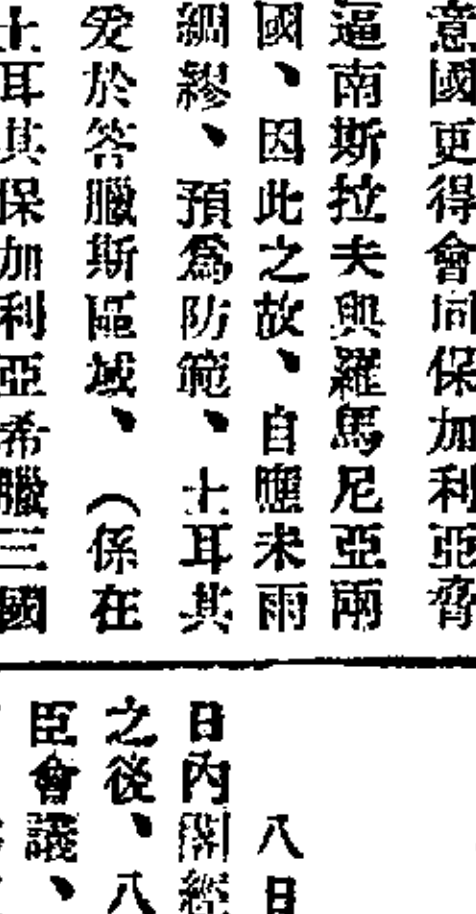 意國更得會同保加利亞齊
逼南斯拉夫與羅馬尼亞兩
國、因此之故、自應未雨
綢繆、預爲防範、土耳其
爰於答臘斯區域、（係在
土耳其保加利亞希臘三國
八日
日內閣經
之後、八
臣會議、